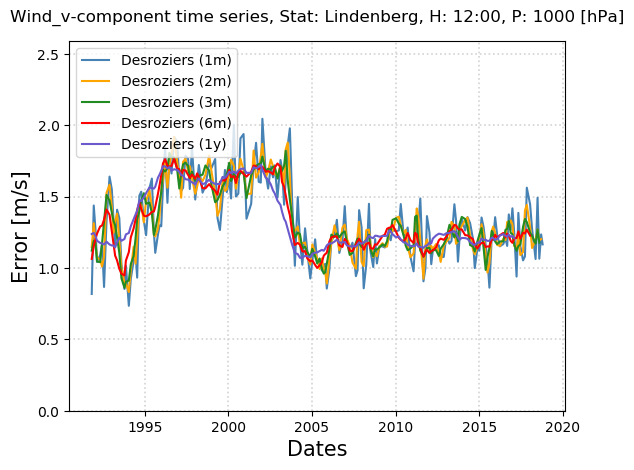 Wind_v-component time series, Stat: Lindenberg, H: 12:00, P: 1000 [hPa]
Desroziers (1m)
Desroziers (2m)
Desroziers (3m)
Desroziers (6m)
Desroziers (1y)
Error [m/s]
2.5
2.0
1.5
1.0
0.5
0.0
1995 2000 2005 2010 2015 2020
Dates